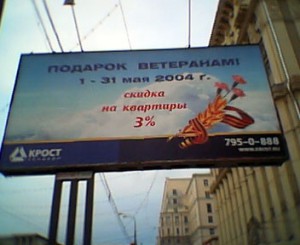 ПОДАРОК ВЕТЕРАНАМ!
1 - 31 мая 2004 г.
скидка
на квартиры
3%
795-0-888
КРОСТ